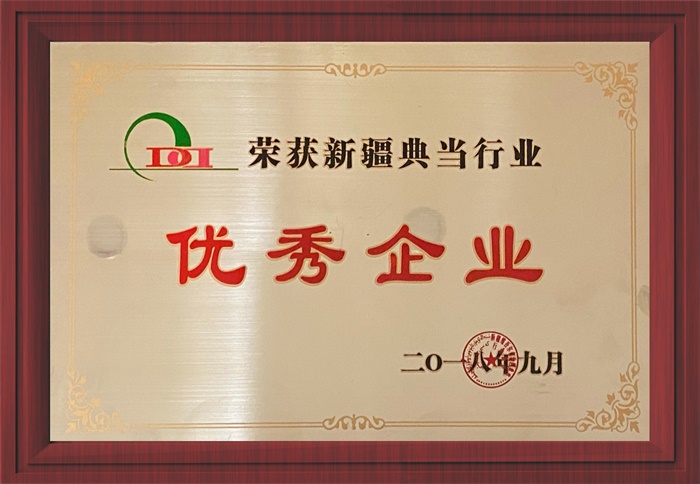 荣获新疆典当行业
优秀企业
二〇一八年九月